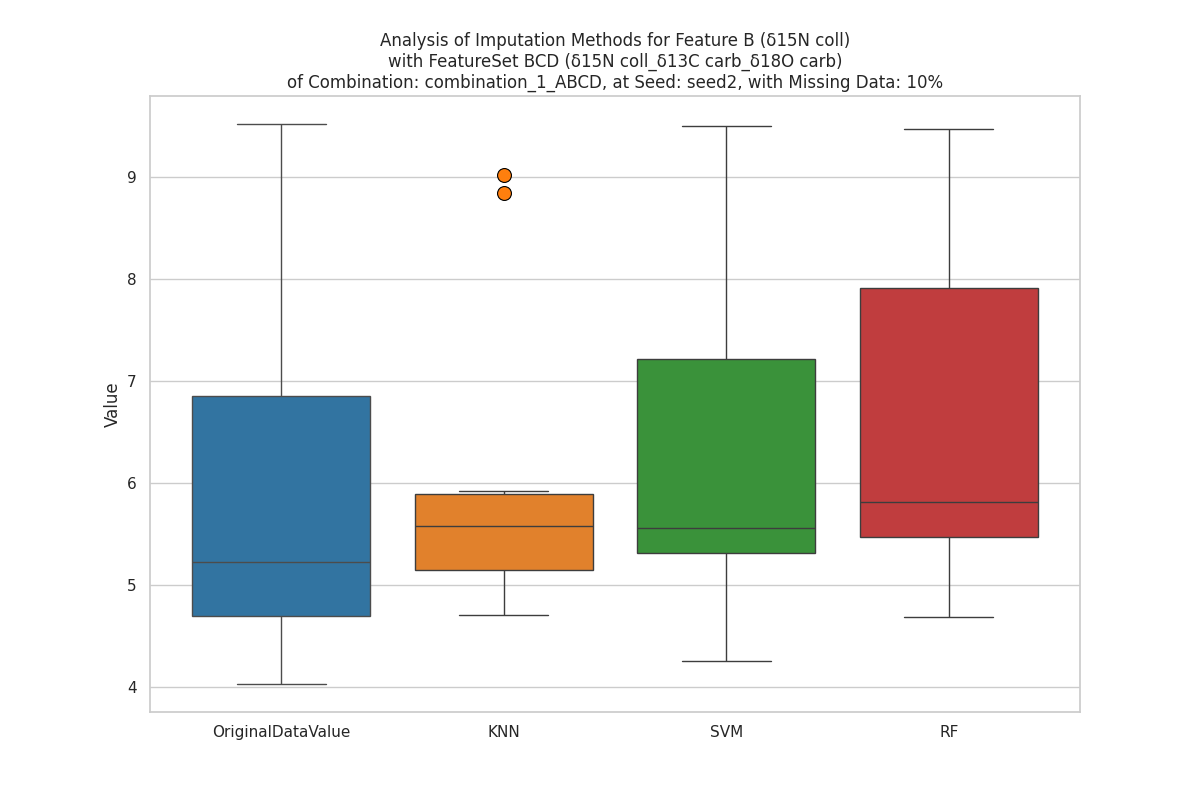 Analysis of Imputation Methods for Feature B (δ15N coll)
with FeatureSet BCD (δ15N coll_δ13C carb_δ18O carb)
of Combination: combination_1_ABCD, at Seed: seed2, with Missing Data: 10%
9
8
7
6
5
4
Value
OriginalDataValue
KNN
SVM
RF